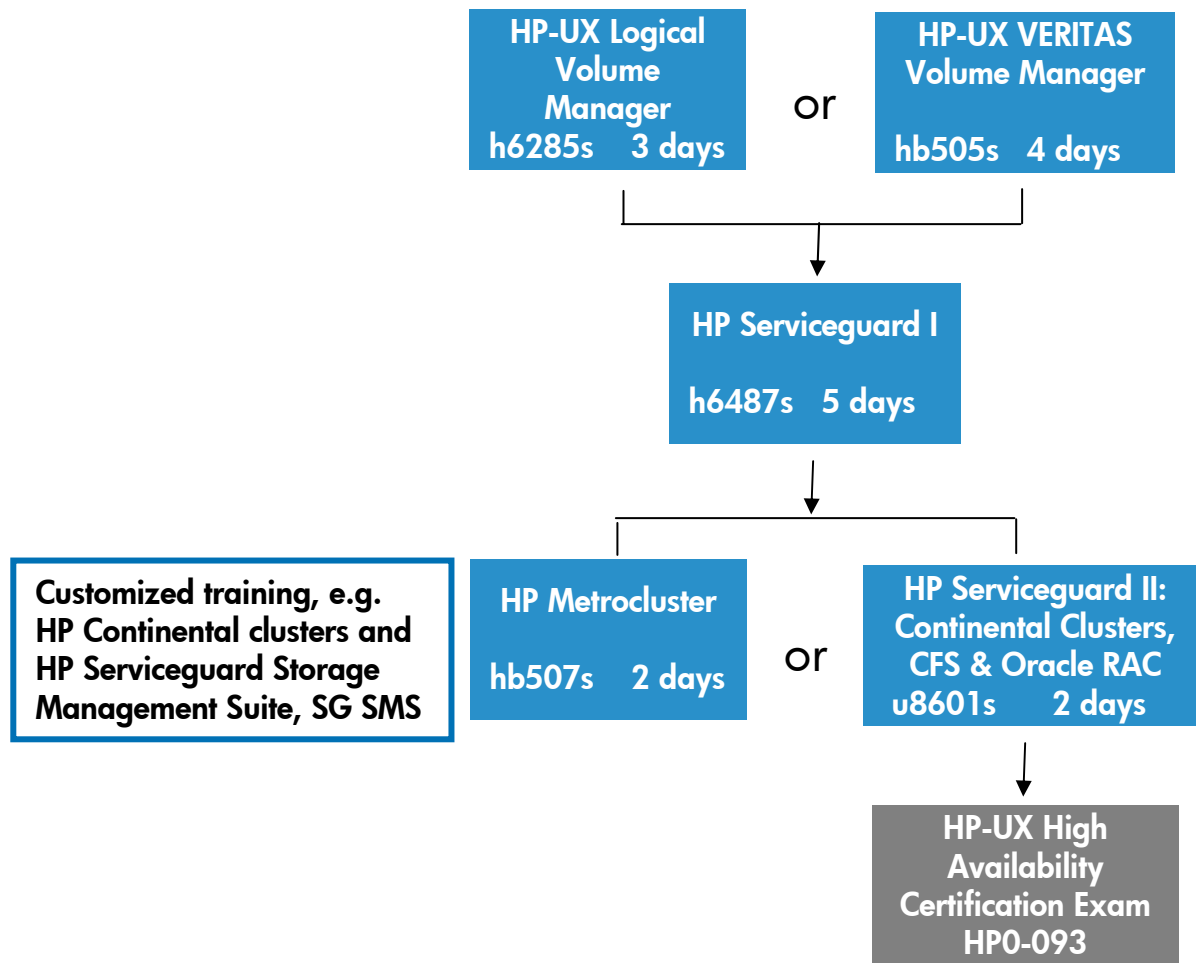 HP-UX Logical
Volume
Manager
h6285s 3 days
or
HP-UX VERITAS
Volume Manager
hb505s 4 days
HP Serviceguard I
h6487s 5 days
Customized training, e.g.
HP Continental clusters and
HP Serviceguard Storage
Management Suite, SG SMS
HP Metrocluster
hb507s 2 days
or
HP Serviceguard II:
Continental Clusters,
CFS & Oracle RAC
u8601s 2 days
HP-UX High
Availability
Certification Exam
HP0-093